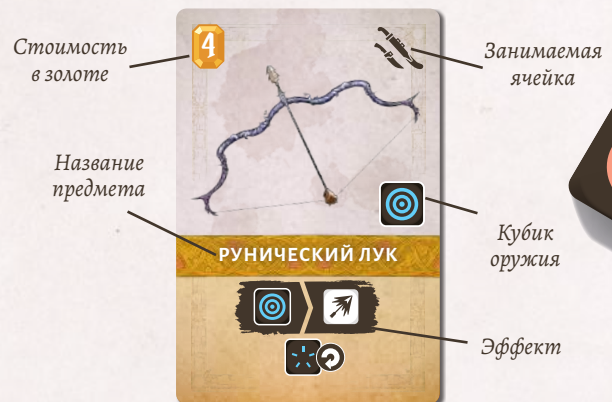 Стоимость
в золоте
4
Занимаемая
ячейка
Название
предмета
Кубик
оружия
РУНИЧЕСКИЙ ЛУК
Эффект